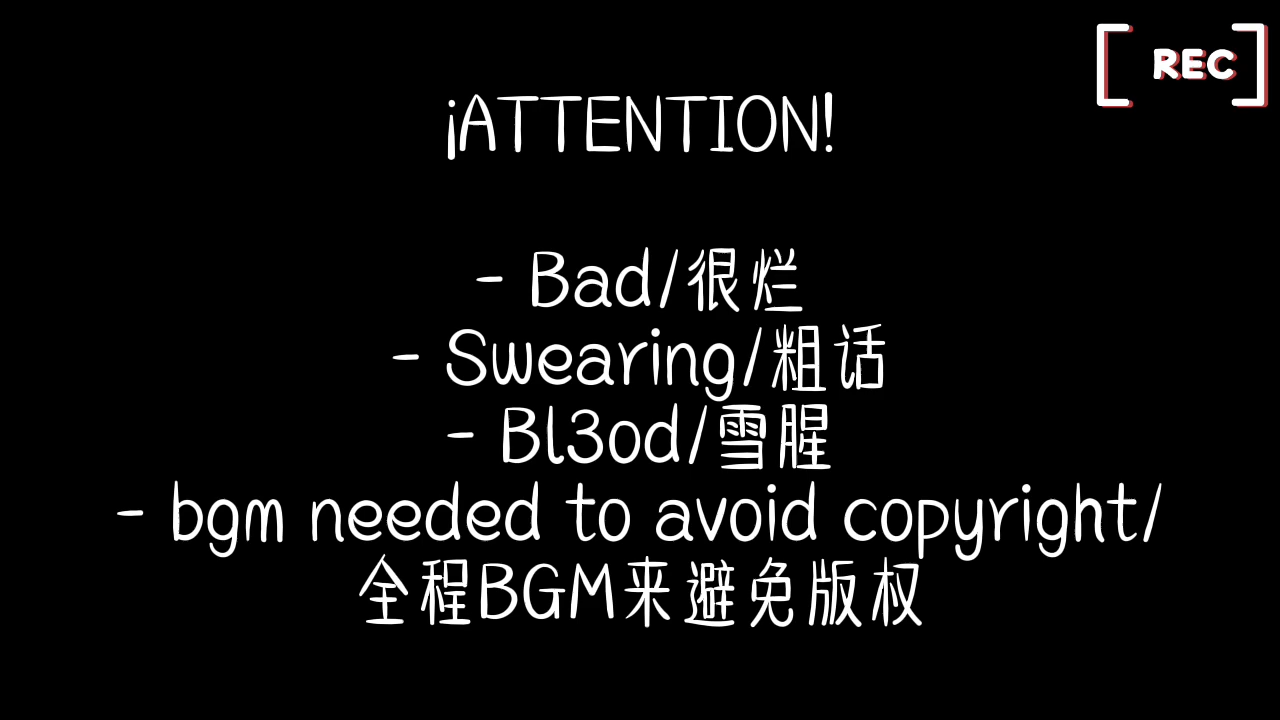 REC
¡ATTENTION!
- Bad/很烂
- Swearing/粗话
- Bl3od/雪腥
- bgm needed to avoid copyright/
全程BGM来避免版权